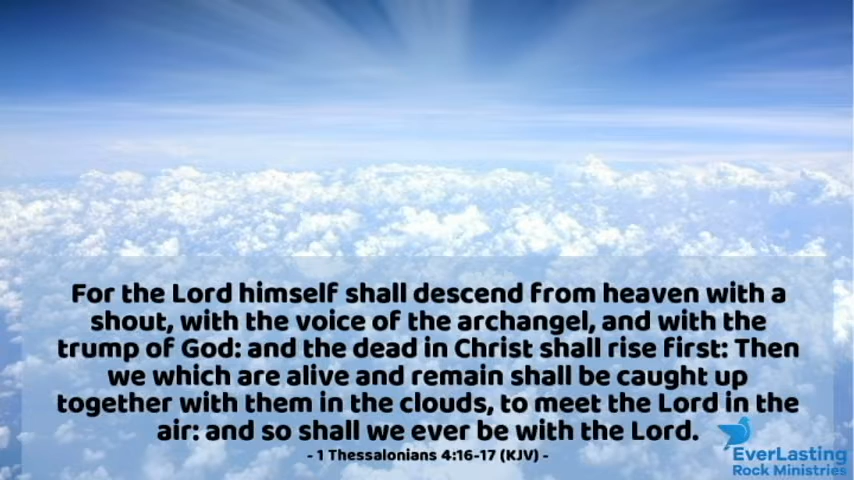 For the Lord himself shall descend from heaven with a
shout, with the voice of the archangel, and with the
trump of God: and the dead in Christ shall rise first: Then
we which are alive and remain shall be caught up
together with them in the clouds, to meet the Lord in the
air: and so shall we ever be with the Lord.
- 1 Thessalonians 4:16-17 (KJV) -
EverLasting
Rock Ministries